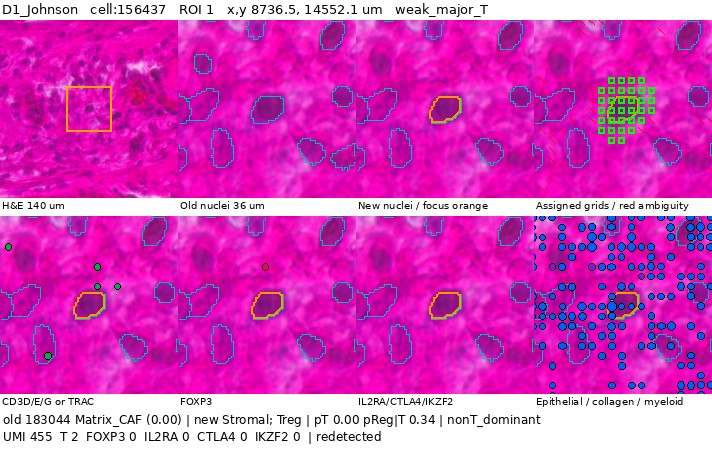 D1_Johnson cell:156437 ROI 1 x,y 8736.5, 14552.1 um weak_major_T
H&E 140 um
Old nuclei 36 um
New nuclei / focus orange
Assigned grids / red ambiguity
CD3D/E/G or TRAC
FOXP3
IL2RA/CTLA4/IKZF2
Epithelial / collagen / myeloid
old 183044 Matrix_CAF (0.00) | new Stromal; Treg | pT 0.00 pReg|T 0.34 | nonT_dominant
UMI 455 T 2 FOXP3 0 IL2RA 0 CTLA4 0 IKZF2 0 | redetected